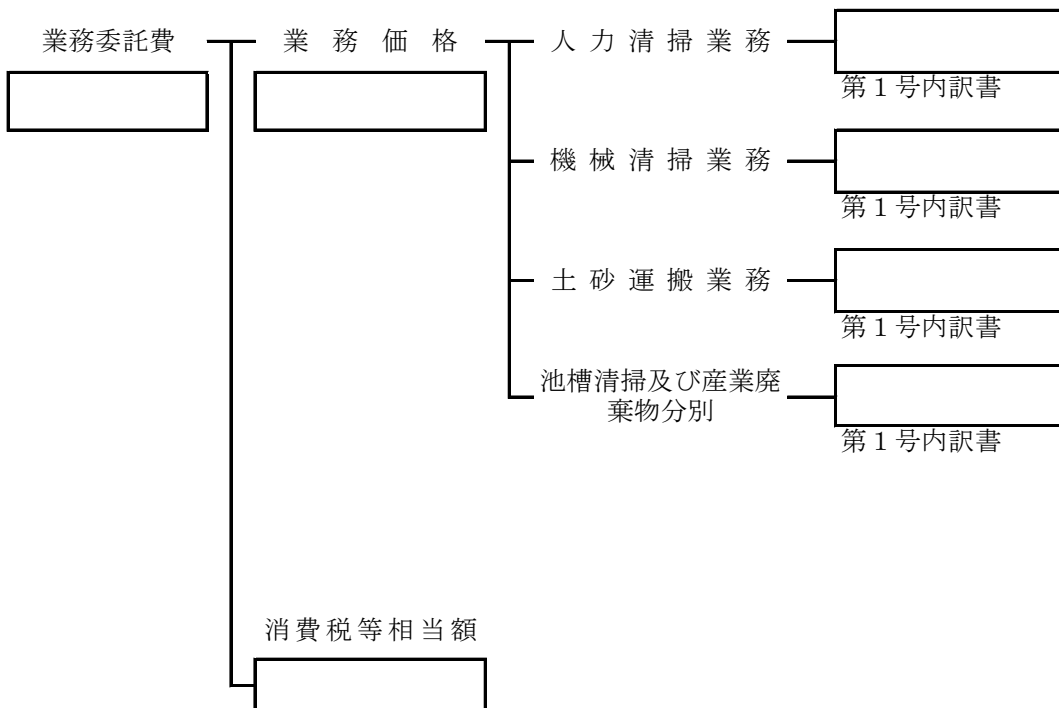 業務委託費
業務価格
人力清掃業務
第１号内訳書
機械清掃業務
第１号内訳書
土砂運搬業務
第１号内訳書
池槽清掃及び産業廃
棄物分別
第１号内訳書
消費税等相当額